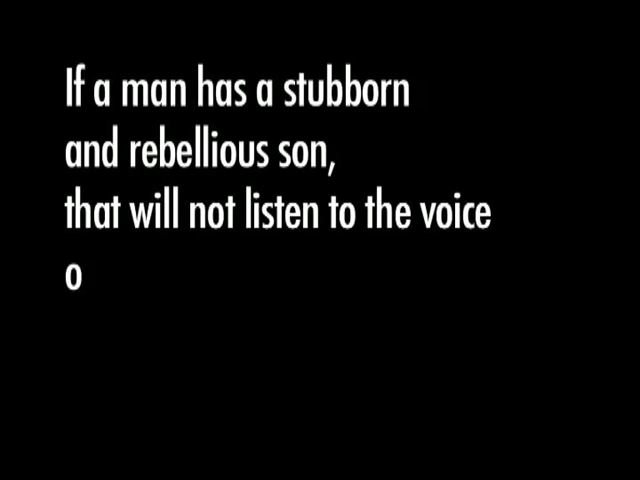 If a man has a stubborn
and rebellious son,
that will not listen to the voice
o